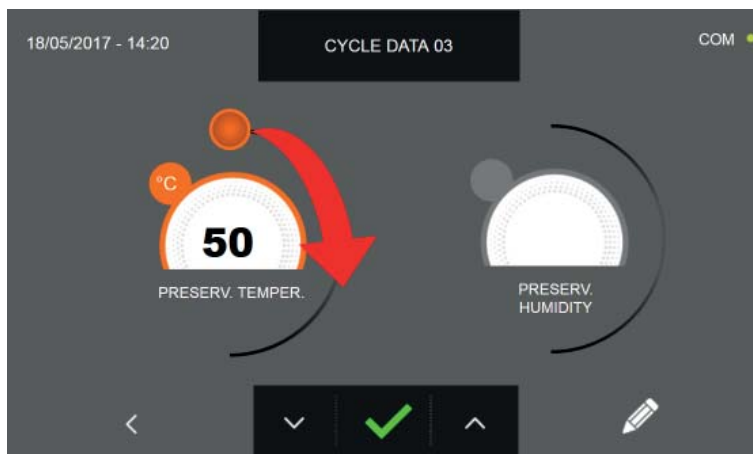 18/05/2017 - 14:20
CYCLE DATA 03
COM
°C
50
PRESERV. TEMPER.
PRESERV.
HUMIDITY